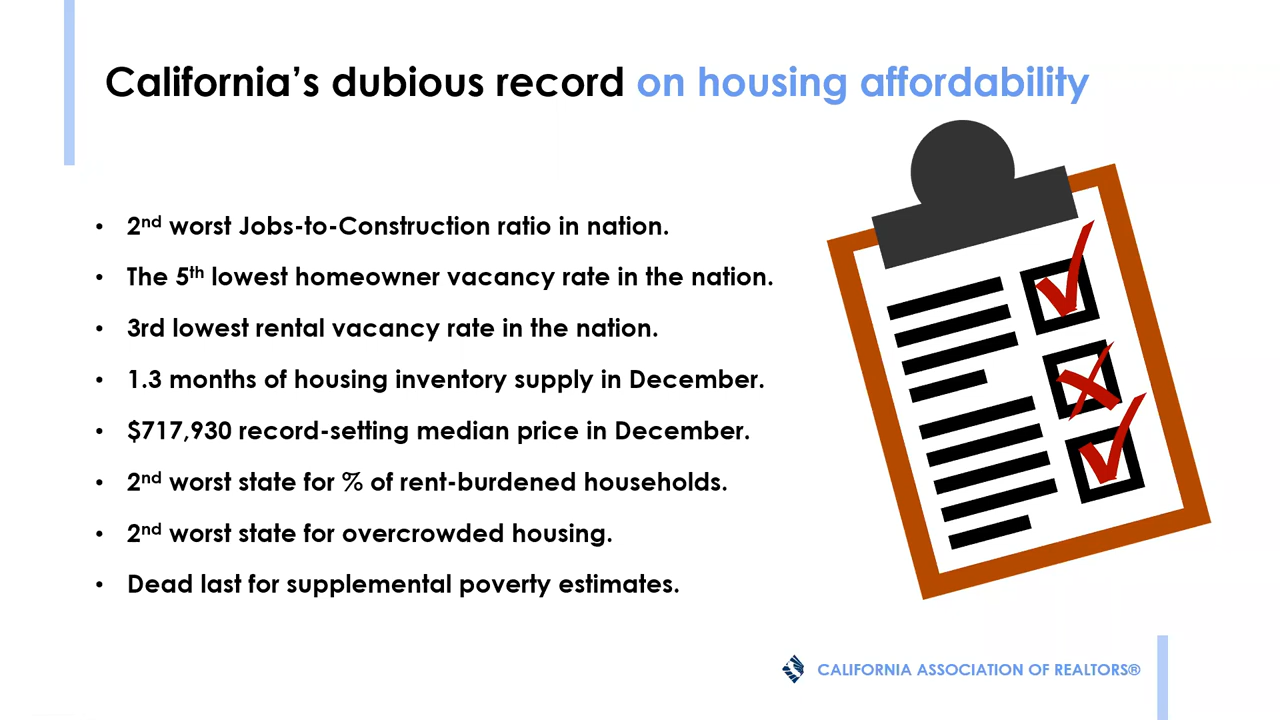 California’s dubious record on housing affordability
• 2nd worst Jobs-to-Construction ratio in nation.
• The 5th lowest homeowner vacancy rate in the nation.
• 3rd lowest rental vacancy rate in the nation.
• 1.3 months of housing inventory supply in December.
• $717,930 record-setting median price in December.
• 2nd worst state for % of rent-burdened households.
• 2nd worst state for overcrowded housing.
• Dead last for supplemental poverty estimates.
CALIFORNIA ASSOCIATION OF REALTORS®